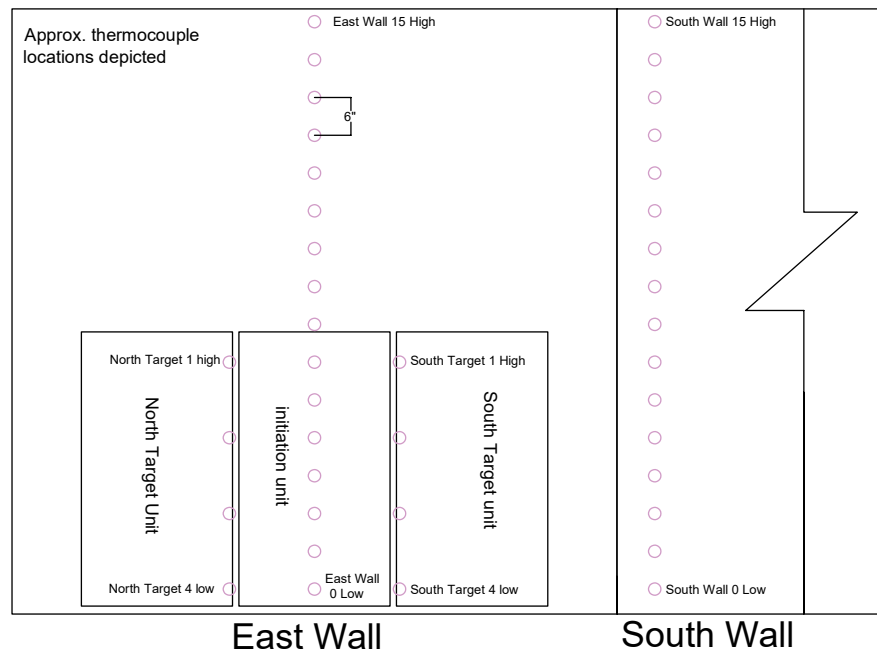 Approx. thermocouple
locations depicted
East Wall 15 High
South Wall 15 High
6"
North Target 1 high
South Target 1 High
North Target Unit
initiation unit
South Target unit
North Target 4 low
East Wall
0 Low
South Target 4 low
South Wall 0 Low
East Wall
South Wall